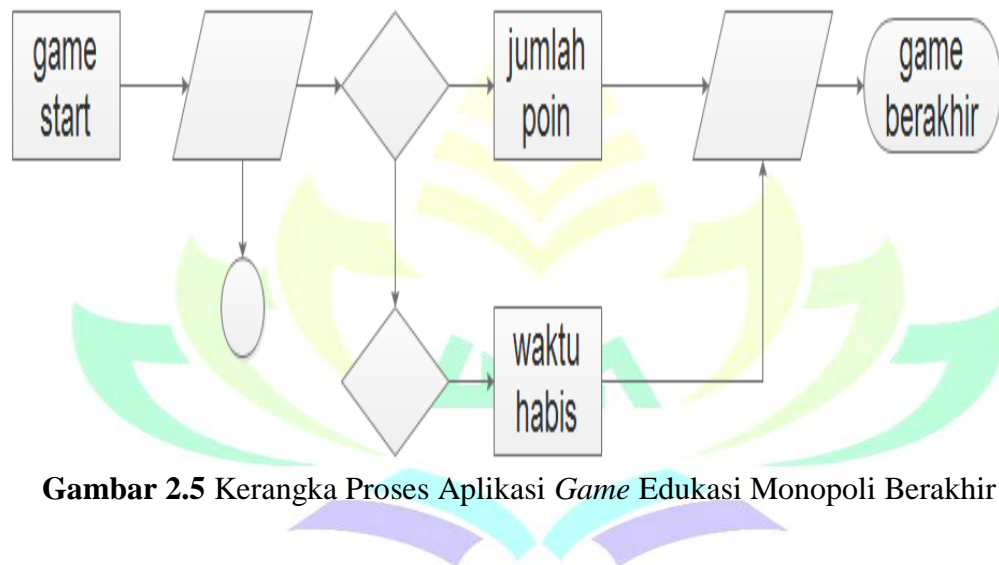 game
start
jumlah
poin
game
berakhir
waktu
habis
Gambar 2.5 Kerangka Proses Aplikasi Game Edukasi Monopoli Berakhir